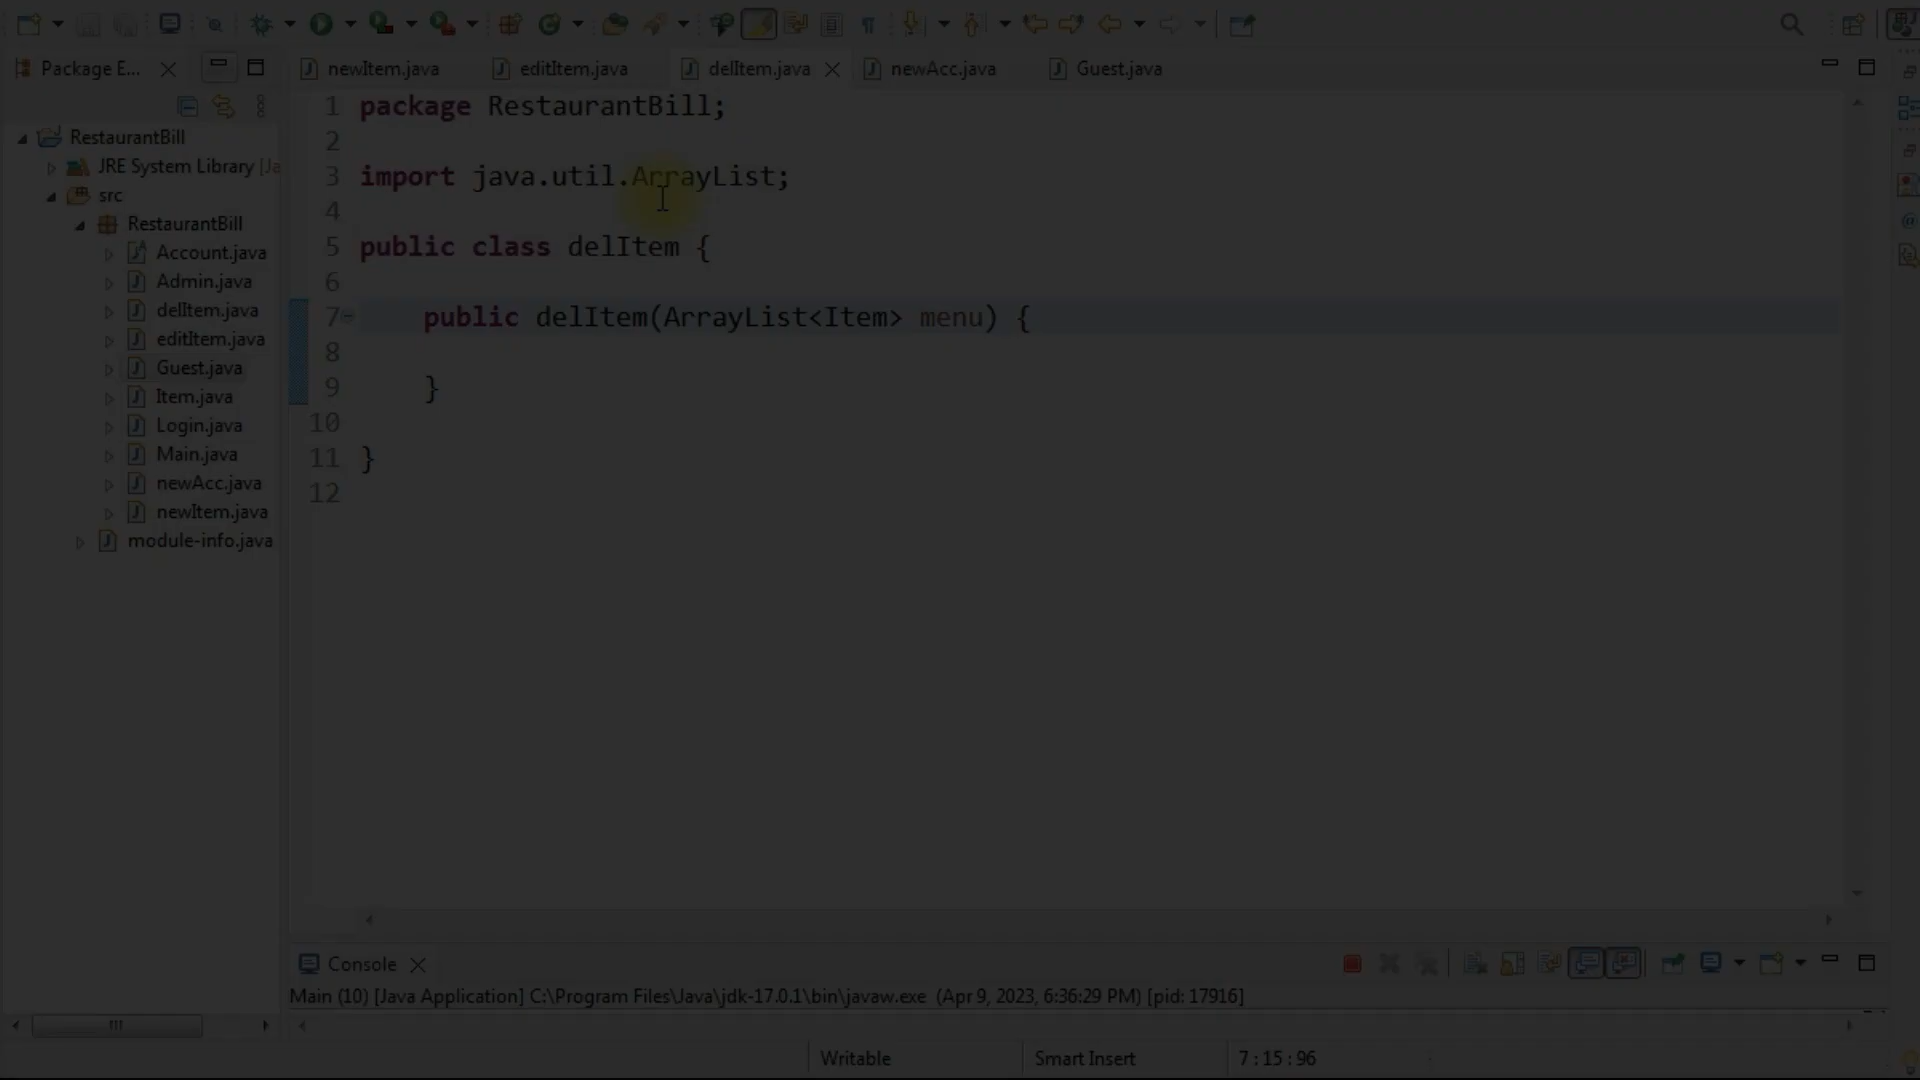 Package E...
newItem.java
editItem.java
delItem.java
newAcc.java
Guest.java
RestaurantBill
JRE System Library [Ja
src
RestaurantBill
Account.java
Admin.java
delItem.java
editItem.java
Guest.java
Item.java
Login.java
Main.java
newAcc.java
newItem.java
module-info.java
1 package RestaurantBill;
2
3 import java.util.ArrayList;
4
5 public class delItem {
6
7 public delItem(ArrayList<Item> menu) {
8
9 }
10
11 }
12
Console
Main (10) [Java Application] C:\Program Files\Java\jdk-17.0.1\bin\javaw.exe (Apr 9, 2023, 6:36:29 PM) [pid: 17916]
Writable
Smart Insert
7 : 15 : 96